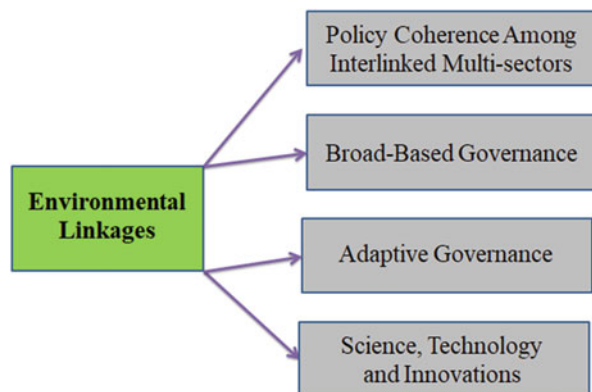 Policy Coherence Among
Interlinked Multi-sectors
Broad-Based Governance
Environmental
Linkages
Adaptive Governance
Science, Technology
and Innovations